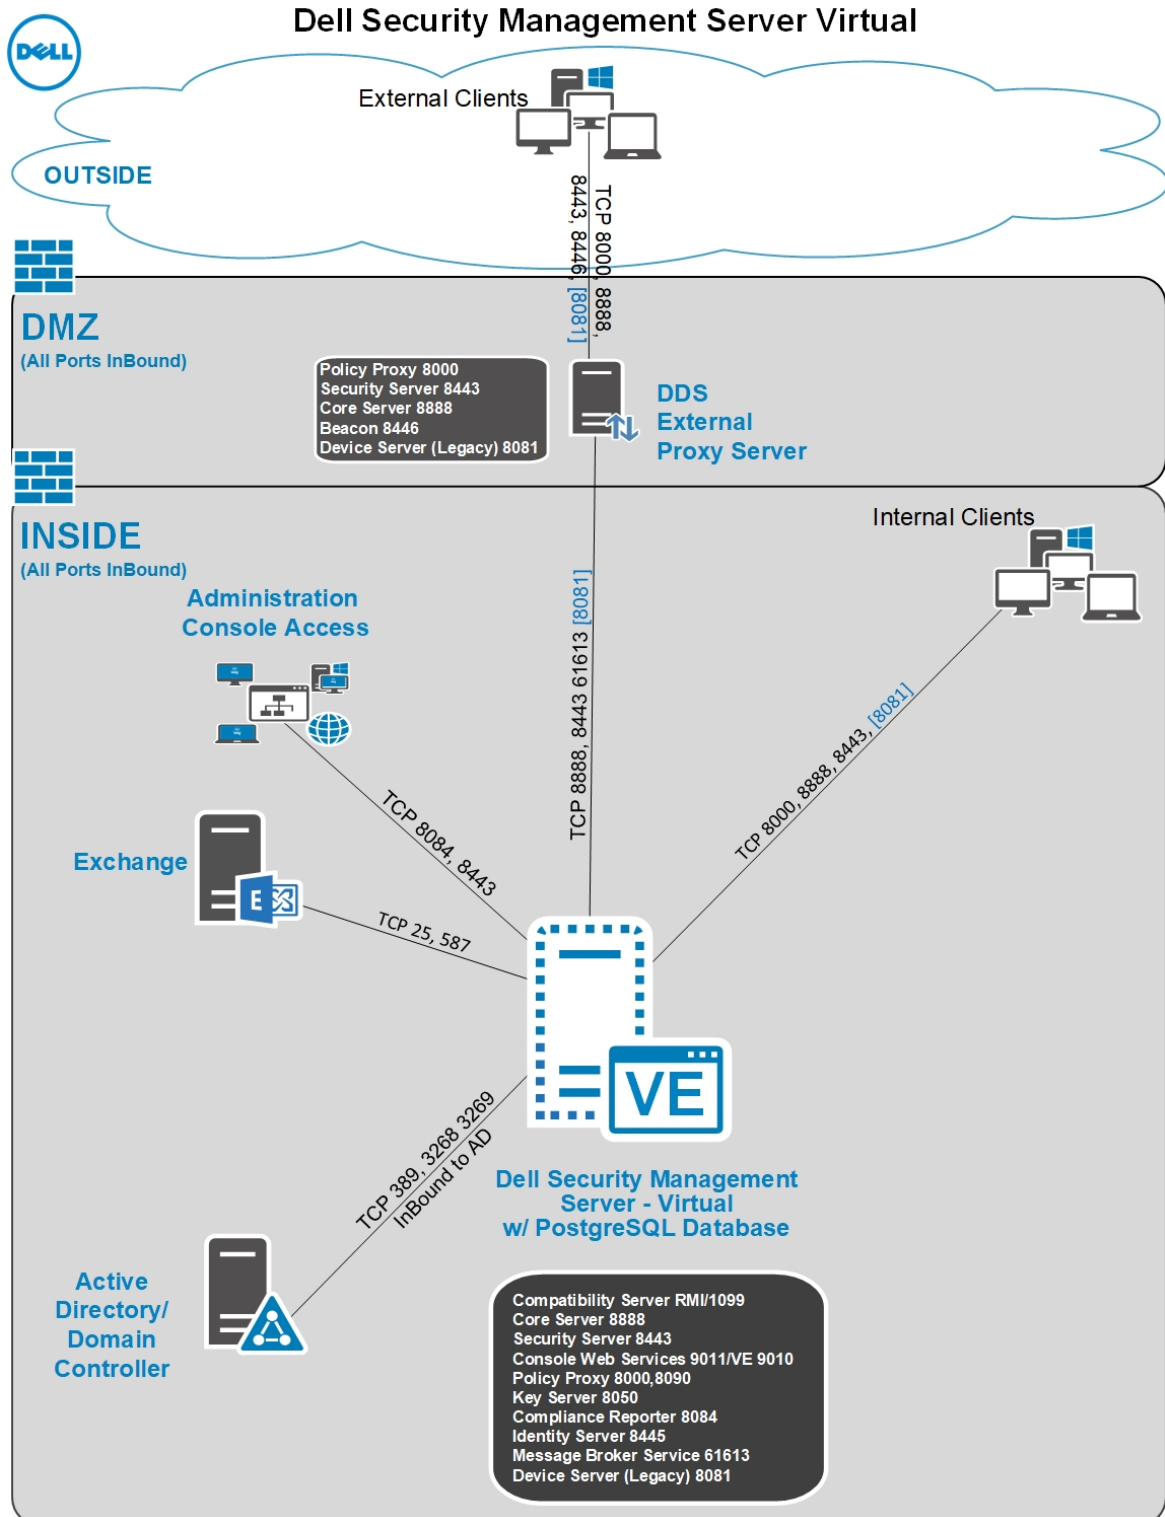 Dell Security Management Server Virtual
DELL
External Clients
OUTSIDE
TCP 8000, 8888,
8443, 8446, [8081]
DMZ
(All Ports InBound)
Policy Proxy 8000
Security Server 8443
Core Server 8888
Beacon 8446
Device Server (Legacy) 8081
DDS
External
Proxy Server
INSIDE
(All Ports InBound)
Internal Clients
Administration
Console Access
TCP 8888, 8443 61613 [8081]
TCP 8000, 8888, 8443, [8081]
TCP 8084, 8443
Exchange
E
TCP 25, 587
VE
TCP 389, 3268 3269
InBound to AD
Dell Security Management
Server - Virtual
w/ PostgreSQL Database
Active
Directory/
Domain
Controller
Compatibility Server RMI/1099
Core Server 8888
Security Server 8443
Console Web Services 9011/VE 9010
Policy Proxy 8000,8090
Key Server 8050
Compliance Reporter 8084
Identity Server 8445
Message Broker Service 61613
Device Server (Legacy) 8081